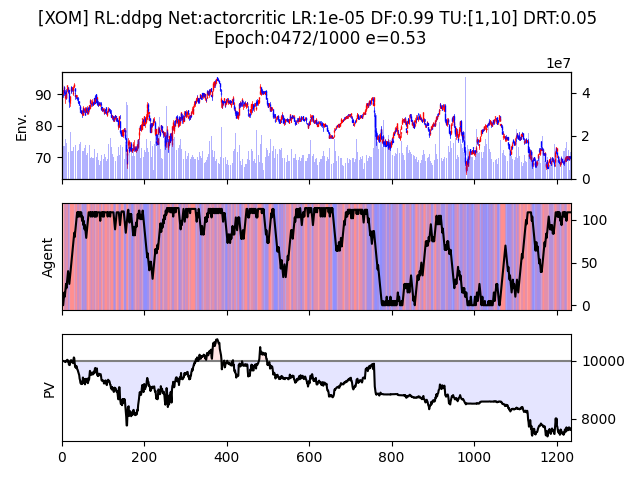 [XOM] RL:ddpg Net:actorcritic LR:1e-05 DF:0.99 TU:[1,10] DRT:0.05
Epoch:0472/1000 e=0.53
1e7
Env.
90
80
70
4
2
0
Agent
100
50
0
PV
10000
8000
0 200 400 600 800 1000 1200